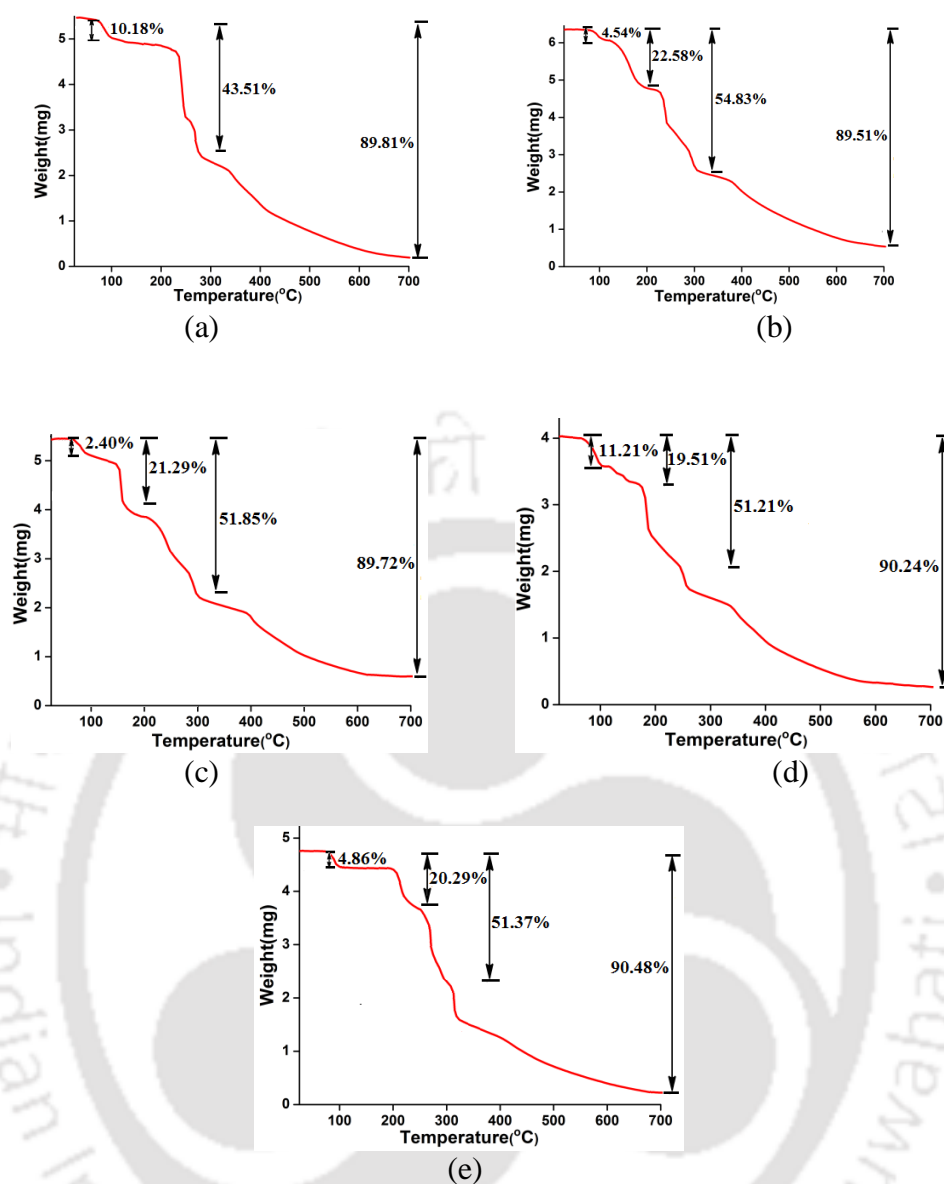 10.18%
43.51%
89.81%
Weight(mg)
5
4
3
2
1
0
100 200 300 400 500 600 700
Temperature(°C)
(a)
4.54%
22.58%
54.83%
89.51%
Weight(mg)
6
5
4
3
2
1
0
100 200 300 400 500 600 700
Temperature(°C)
(b)
2.40%
21.29%
51.85%
89.72%
Weight(mg)
5
4
3
2
1
0
100 200 300 400 500 600 700
Temperature(°C)
(c)
11.21%
19.51%
51.21%
90.24%
Weight(mg)
4
3
2
1
0
100 200 300 400 500 600 700
Temperature(°C)
(d)
4.86%
20.29%
51.37%
90.48%
Weight(mg)
5
4
3
2
1
0
100 200 300 400 500 600 700
Temperature(°C)
(e)
Indian
uwahati